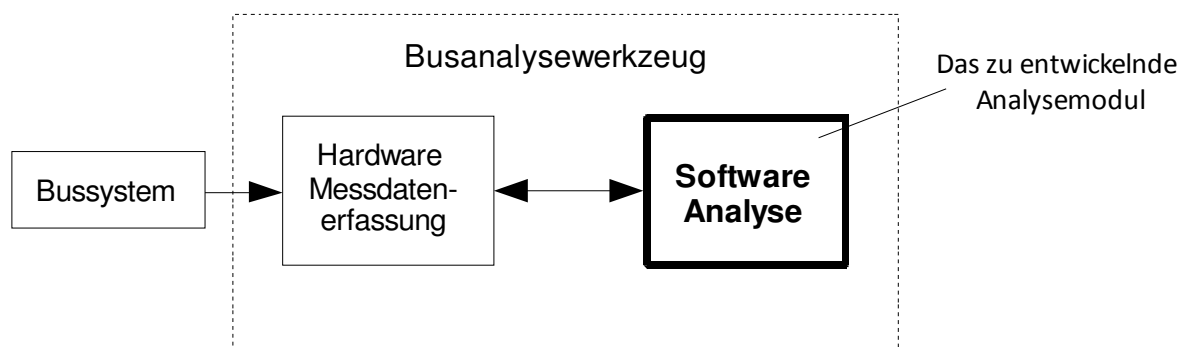 Busanalysewerkzeug
Das zu entwickelnde
Analysemodul
Bussystem
Hardware
Messdaten-
erfassung
Software
Analyse